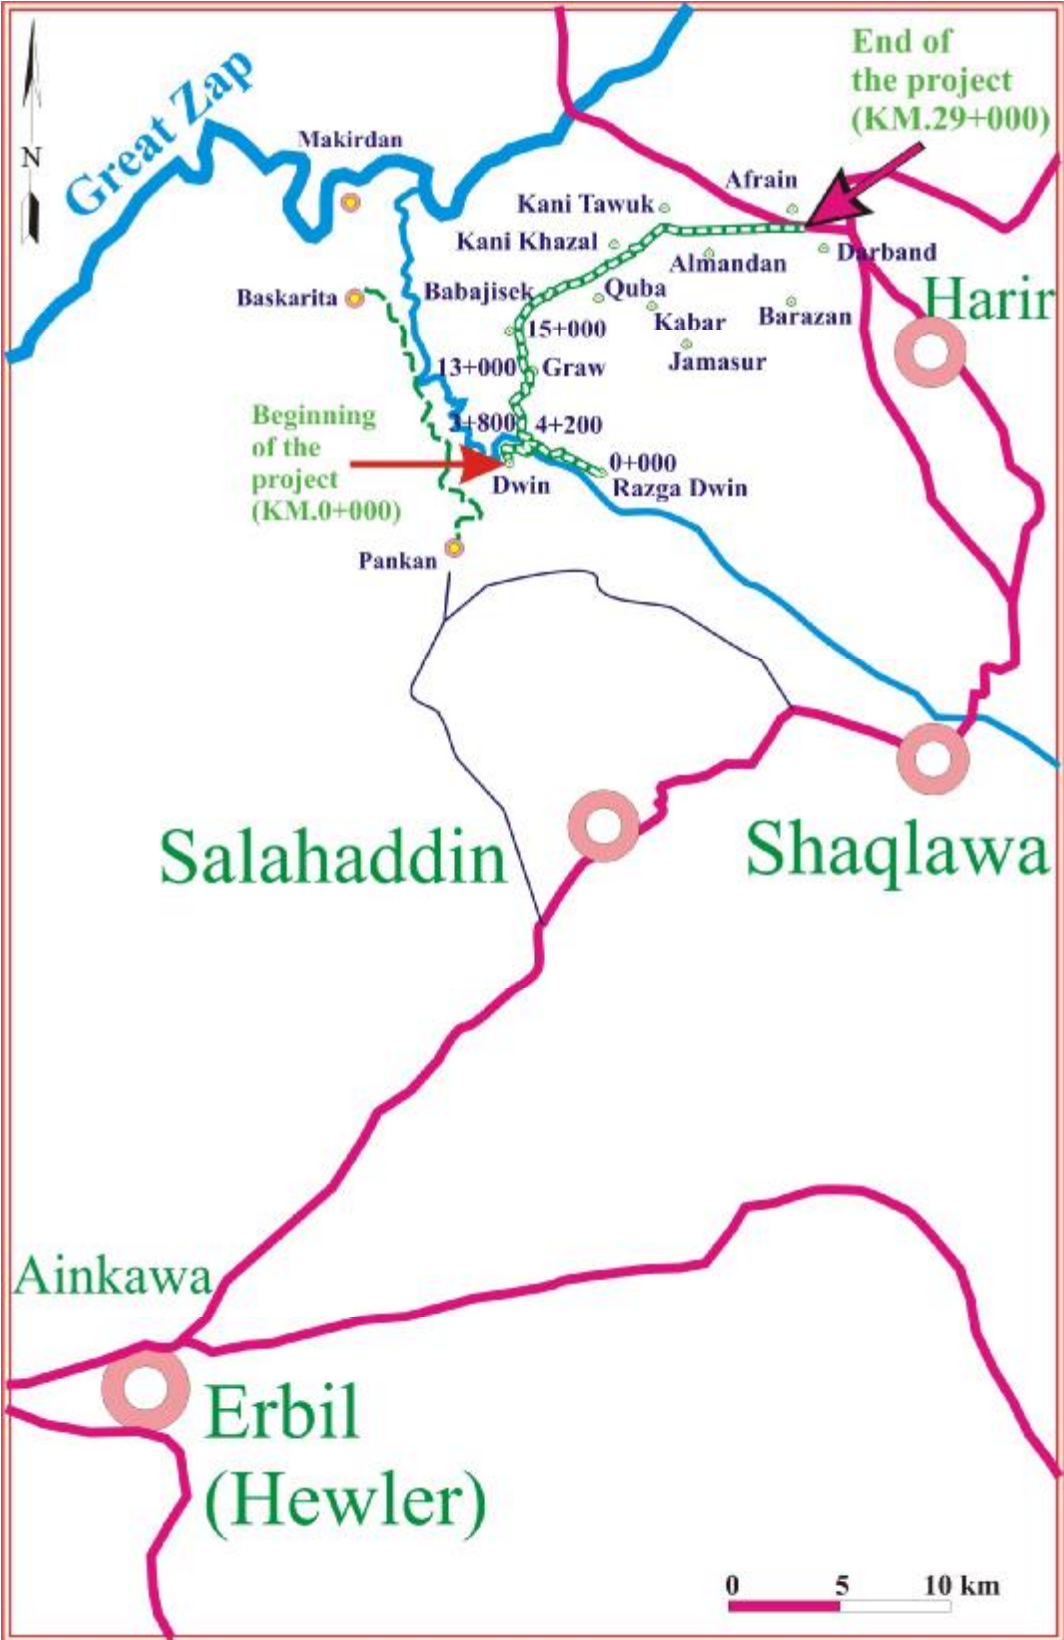 End of
the project
(KM.29+000)
Great Zap
Makirdan
N
Afrain
Kani Tawuk
Kani Khazal
Almandan
Darband
Baskarita
Babajisek
Quba
Harir
Kabar
Barazan
15+000
Jamasur
13+000
Graw
Beginning
of the
project
(KM.0+000)
3+800
4+200
0+000
Razga Dwin
Dwin
Pankan
Salahaddin
Shaqlawa
Ainkawa
Erbil
(Hewler)
0 5 10 km